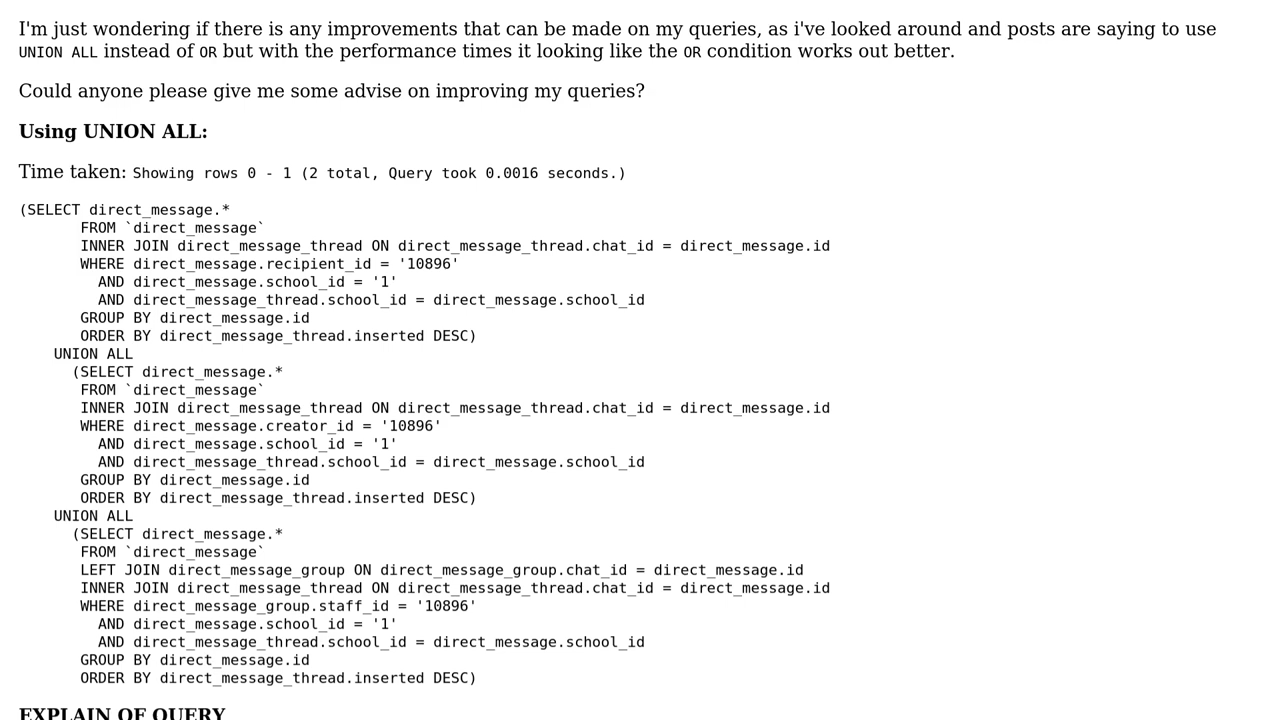 I'm just wondering if there is any improvements that can be made on my queries, as i've looked around and posts are saying to use
UNION ALL instead of OR but with the performance times it looking like the OR condition works out better.
Could anyone please give me some advise on improving my queries?
Using UNION ALL:
Time taken: Showing rows 0 - 1 (2 total, Query took 0.0016 seconds.)
(SELECT direct_message.*
       FROM `direct_message`
       INNER JOIN direct_message_thread ON direct_message_thread.chat_id = direct_message.id
       WHERE direct_message.recipient_id = '10896'
         AND direct_message.school_id = '1'
         AND direct_message_thread.school_id = direct_message.school_id
       GROUP BY direct_message.id
       ORDER BY direct_message_thread.inserted DESC)
    UNION ALL
      (SELECT direct_message.*
       FROM `direct_message`
       INNER JOIN direct_message_thread ON direct_message_thread.chat_id = direct_message.id
       WHERE direct_message.creator_id = '10896'
         AND direct_message.school_id = '1'
         AND direct_message_thread.school_id = direct_message.school_id
       GROUP BY direct_message.id
       ORDER BY direct_message_thread.inserted DESC)
    UNION ALL
      (SELECT direct_message.*
       FROM `direct_message`
       LEFT JOIN direct_message_group ON direct_message_group.chat_id = direct_message.id
       INNER JOIN direct_message_thread ON direct_message_thread.chat_id = direct_message.id
       WHERE direct_message_group.staff_id = '10896'
         AND direct_message.school_id = '1'
         AND direct_message_thread.school_id = direct_message.school_id
       GROUP BY direct_message.id
       ORDER BY direct_message_thread.inserted DESC)
EXPLAIN OF QUERY